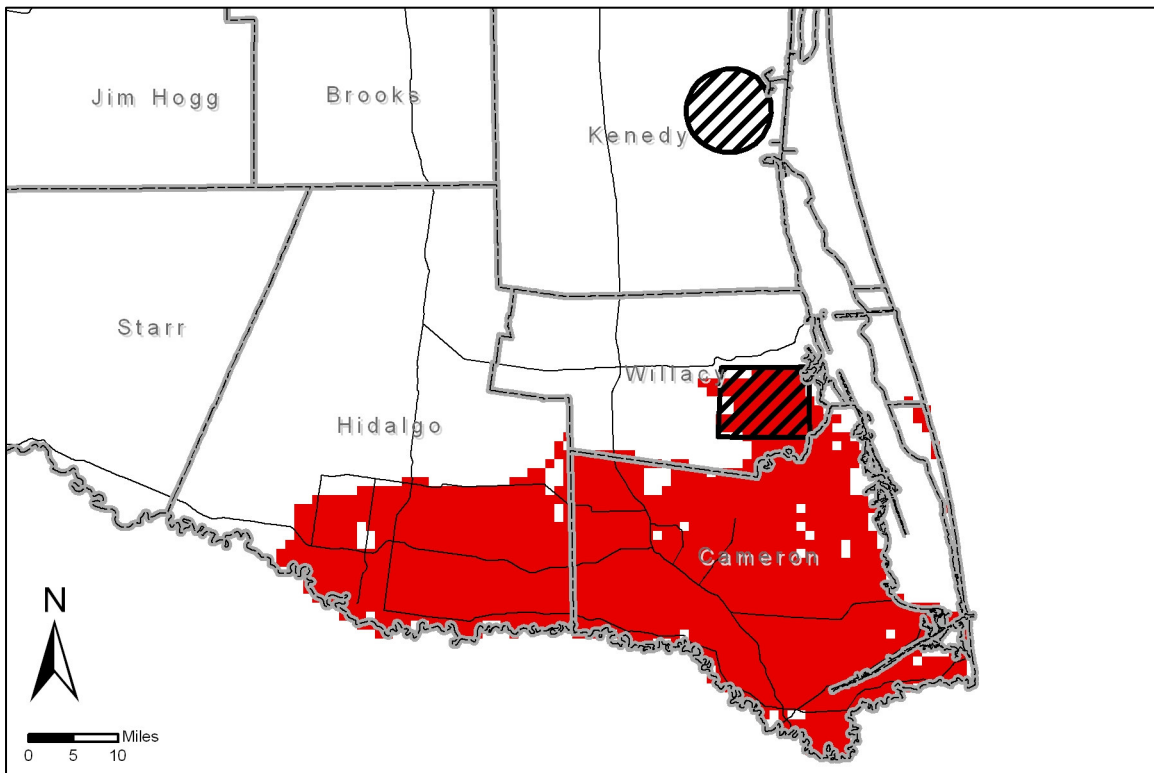 Jim Hogg
Brooks
Kenedy
Starr
Willacy
Hidalgo
Cameron
N
Miles
0 5 10